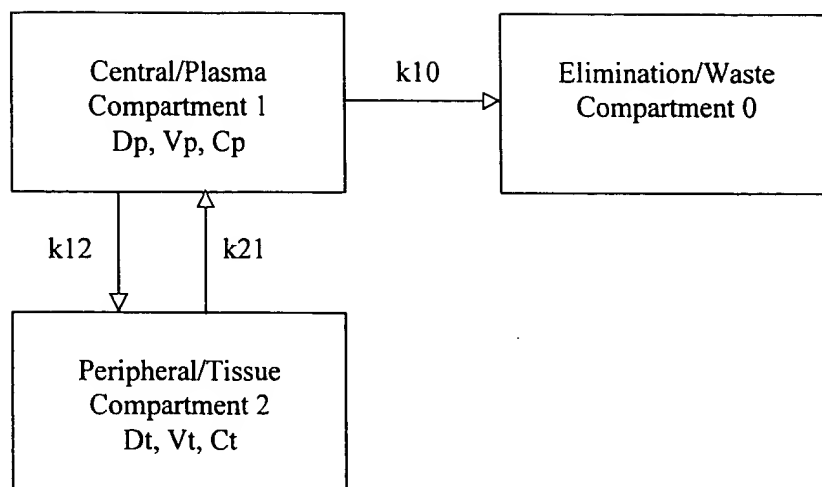 Central/Plasma
Compartment 1
Dp, Vp, Cp
k10
Elimination/Waste
Compartment 0
k12
k21
Peripheral/Tissue
Compartment 2
Dt, Vt, Ct